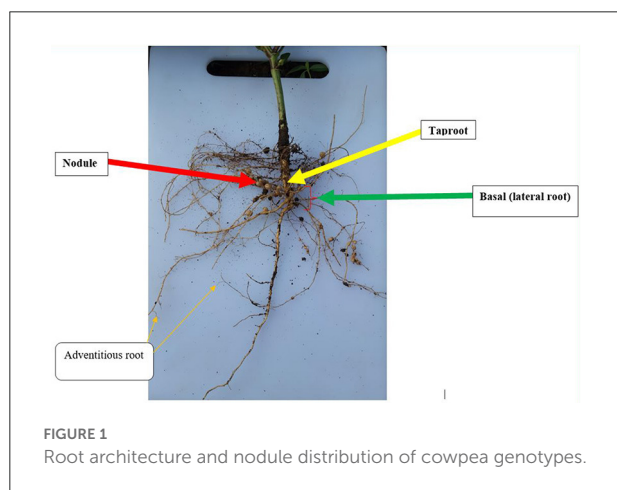 Taproot
Nodule
Basal (lateral root)
Adventitious root
FIGURE 1
Root architecture and nodule distribution of cowpea genotypes.